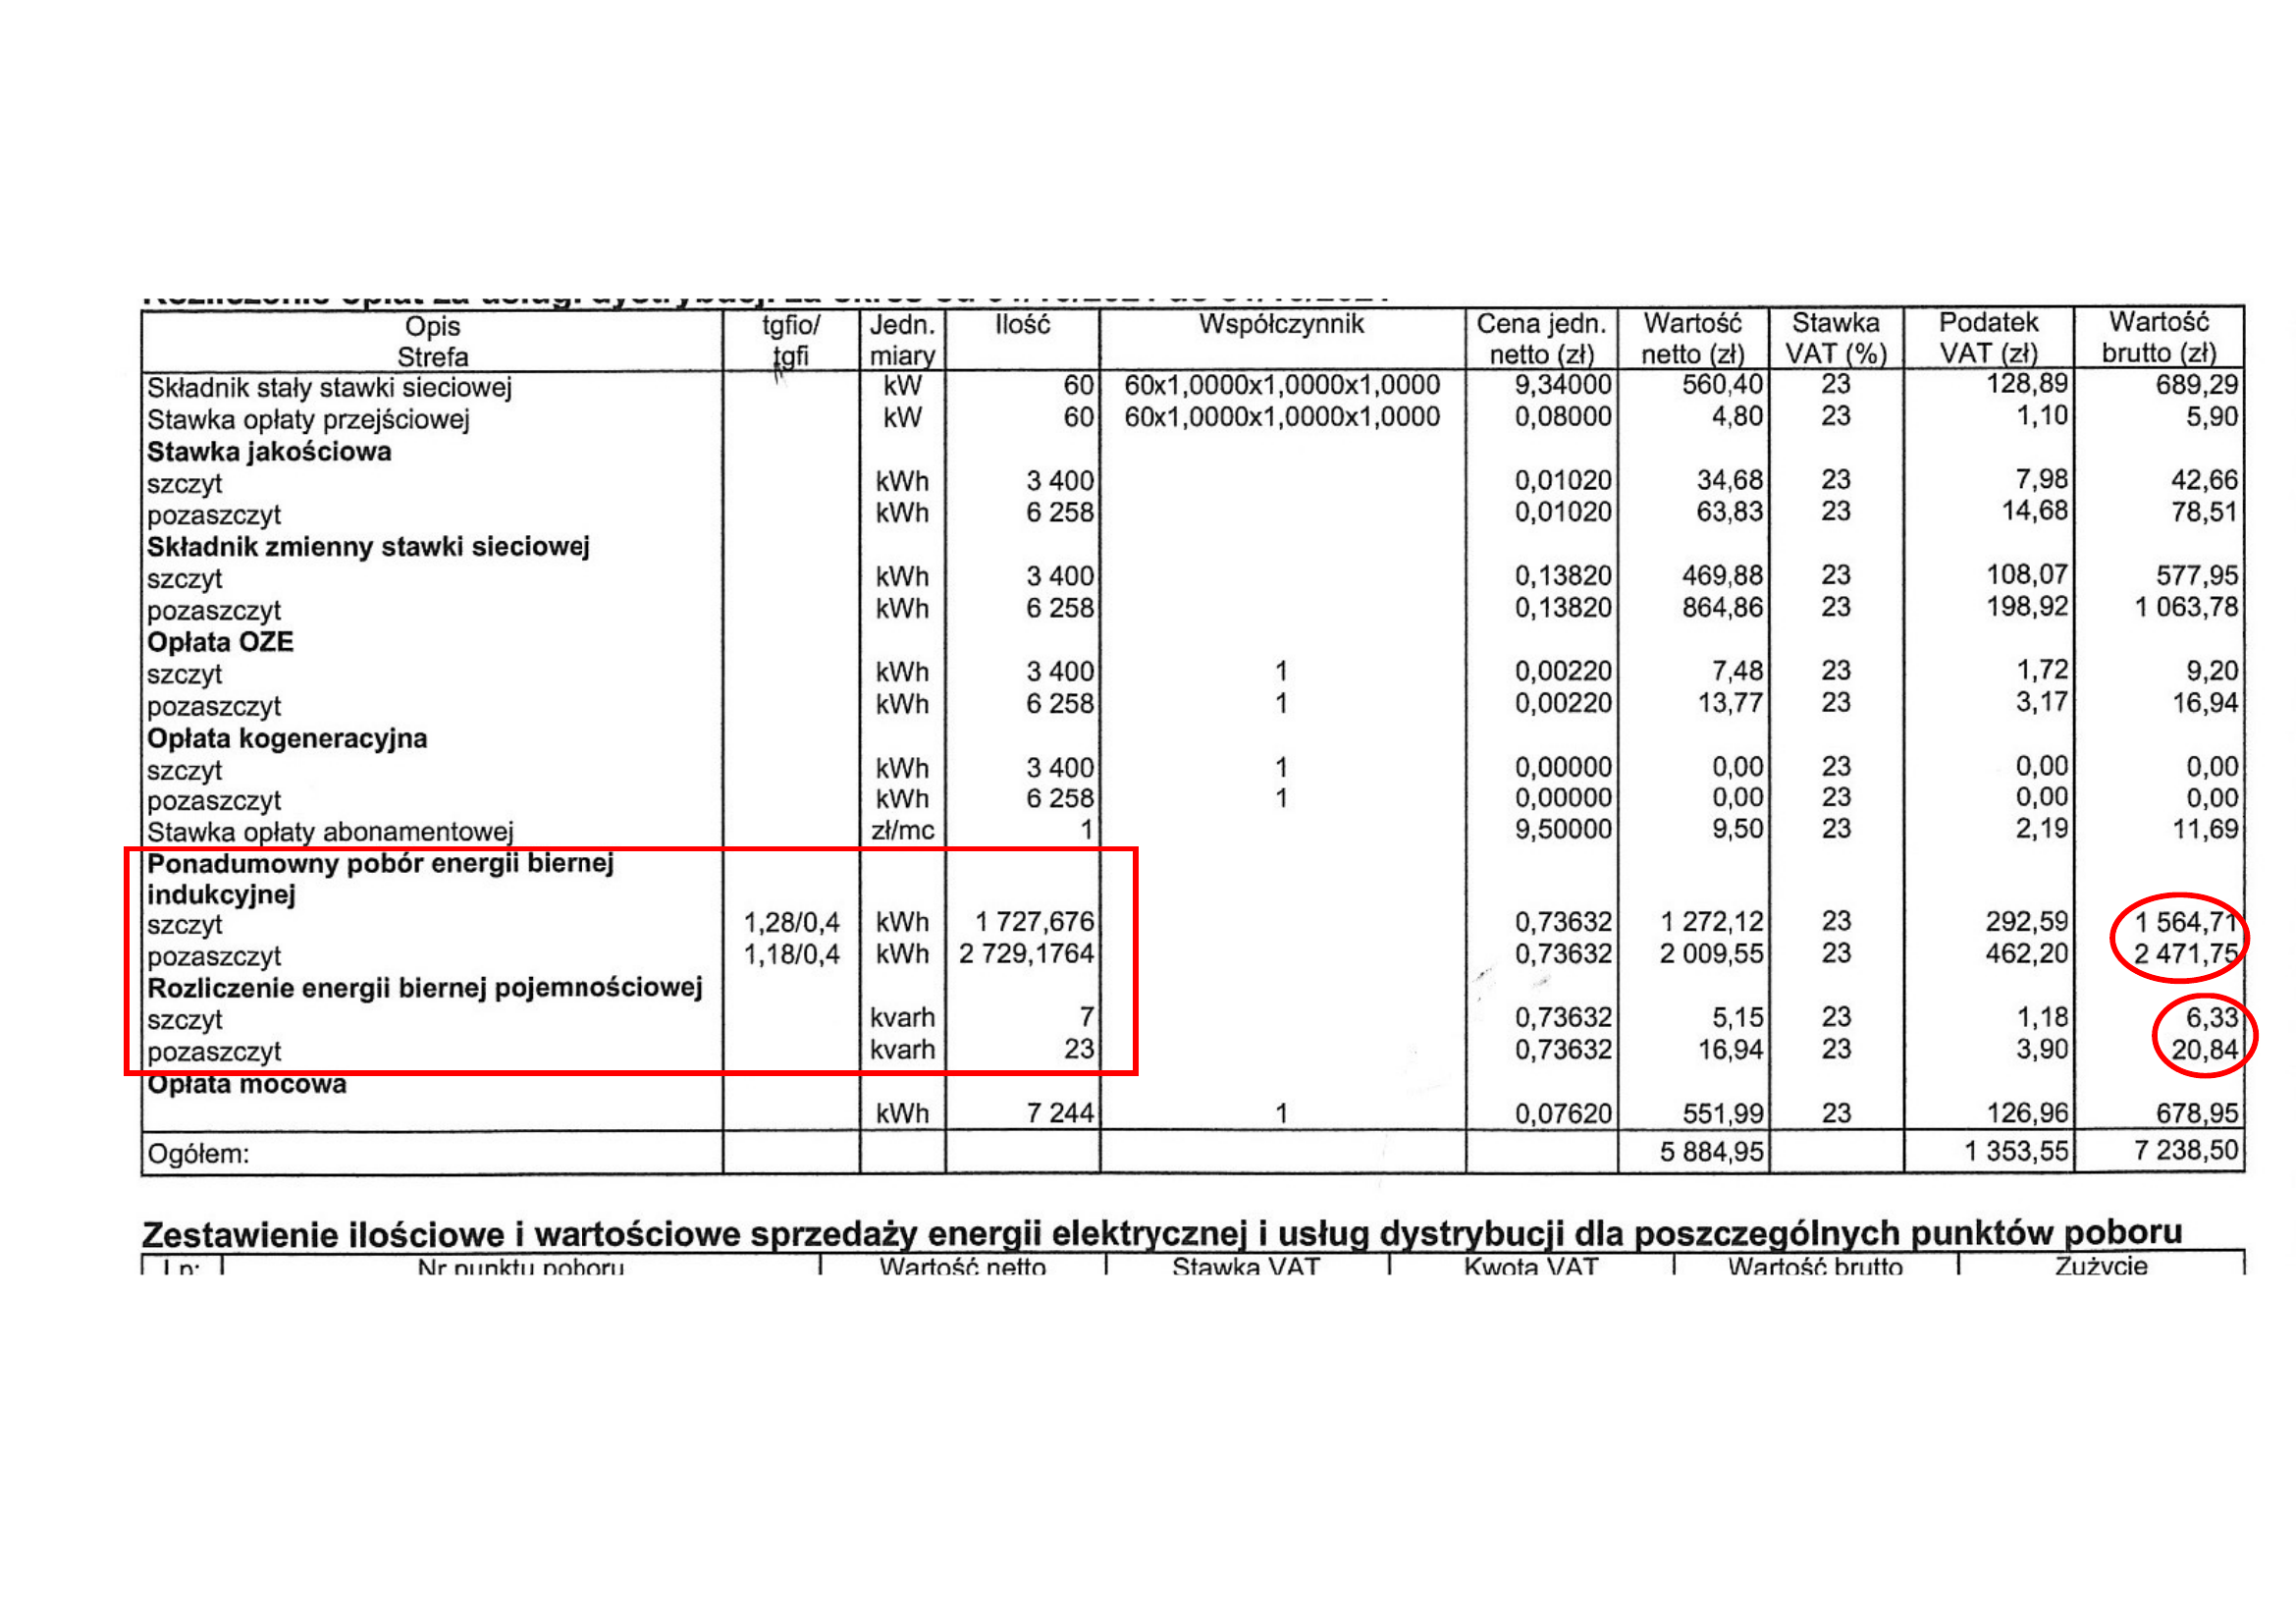 Rozliczenie opłat za usługi dystrybucji za okres od
Opis tgfio/ Jedn. Ilość Współczynnik Cena jedn. Wartość Stawka Podatek Wartość
Strefa tgfi miary netto (zł) netto (zł) VAT (%) VAT (zł) brutto (zł)
Składnik stały stawki sieciowej kW 60 60x1,0000x1,0000x1,0000 9,34000 560,40 23 128,89 689,29
Stawka opłaty przejściowej kW 60 60x1,0000x1,0000x1,0000 0,08000 4,80 23 1,10 5,90
Stawka jakościowa
szczyt kWh 3 400 0,01020 34,68 23 7,98 42,66
pozaszczyt kWh 6 258 0,01020 63,83 23 14,68 78,51
Składnik zmienny stawki sieciowej
szczyt kWh 3 400 0,13820 469,88 23 108,07 577,95
pozaszczyt kWh 6 258 0,13820 864,86 23 198,92 1 063,78
Opłata OZE
szczyt kWh 3 400 1 0,00220 7,48 23 1,72 9,20
pozaszczyt kWh 6 258 1 0,00220 13,77 23 3,17 16,94
Opłata kogeneracyjna
szczyt kWh 3 400 1 0,00000 0,00 23 0,00 0,00
pozaszczyt kWh 6 258 1 0,00000 0,00 23 0,00 0,00
Stawka opłaty abonamentowej zł/mc 1 9,50000 9,50 23 2,19 11,69
Ponadumowny pobór energii biernej
indukcyjnej
szczyt 1,28/0,4 kWh 1 727,676 0,73632 1 272,12 23 292,59 1 564,71
pozaszczyt 1,18/0,4 kWh 2 729,1764 0,73632 2 009,55 23 462,20 2 471,75
Rozliczenie energii biernej pojemnościowej
szczyt kvarh 7 0,73632 5,15 23 1,18 6,33
pozaszczyt kvarh 23 0,73632 16,94 23 3,90 20,84
Opłata mocowa
kWh 7 244 1 0,07620 551,99 23 126,96 678,95
Ogółem: 5 884,95 1 353,55 7 238,50
Zestawienie ilościowe i wartościowe sprzedaży energii elektrycznej i usług dystrybucji dla poszczególnych punktów poboru
Lp: Nr punktu poboru Wartość netto Stawka VAT Kwota VAT Wartość brutto Zużycie